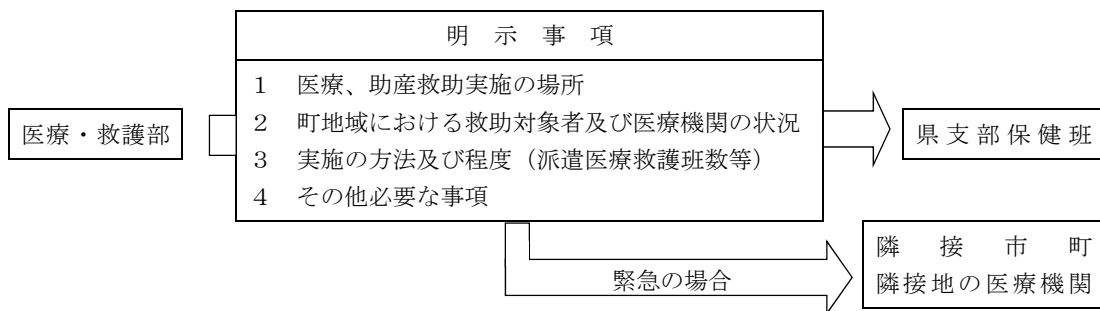 明示事項
1 医療、助産救助実施の場所
2 町地域における救助対象者及び医療機関の状況
3 実施の方法及び程度（派遣医療救護班数等）
4 その他必要な事項
医療・救護部
県支部保健班
緊急の場合
隣接市町
隣接地の医療機関